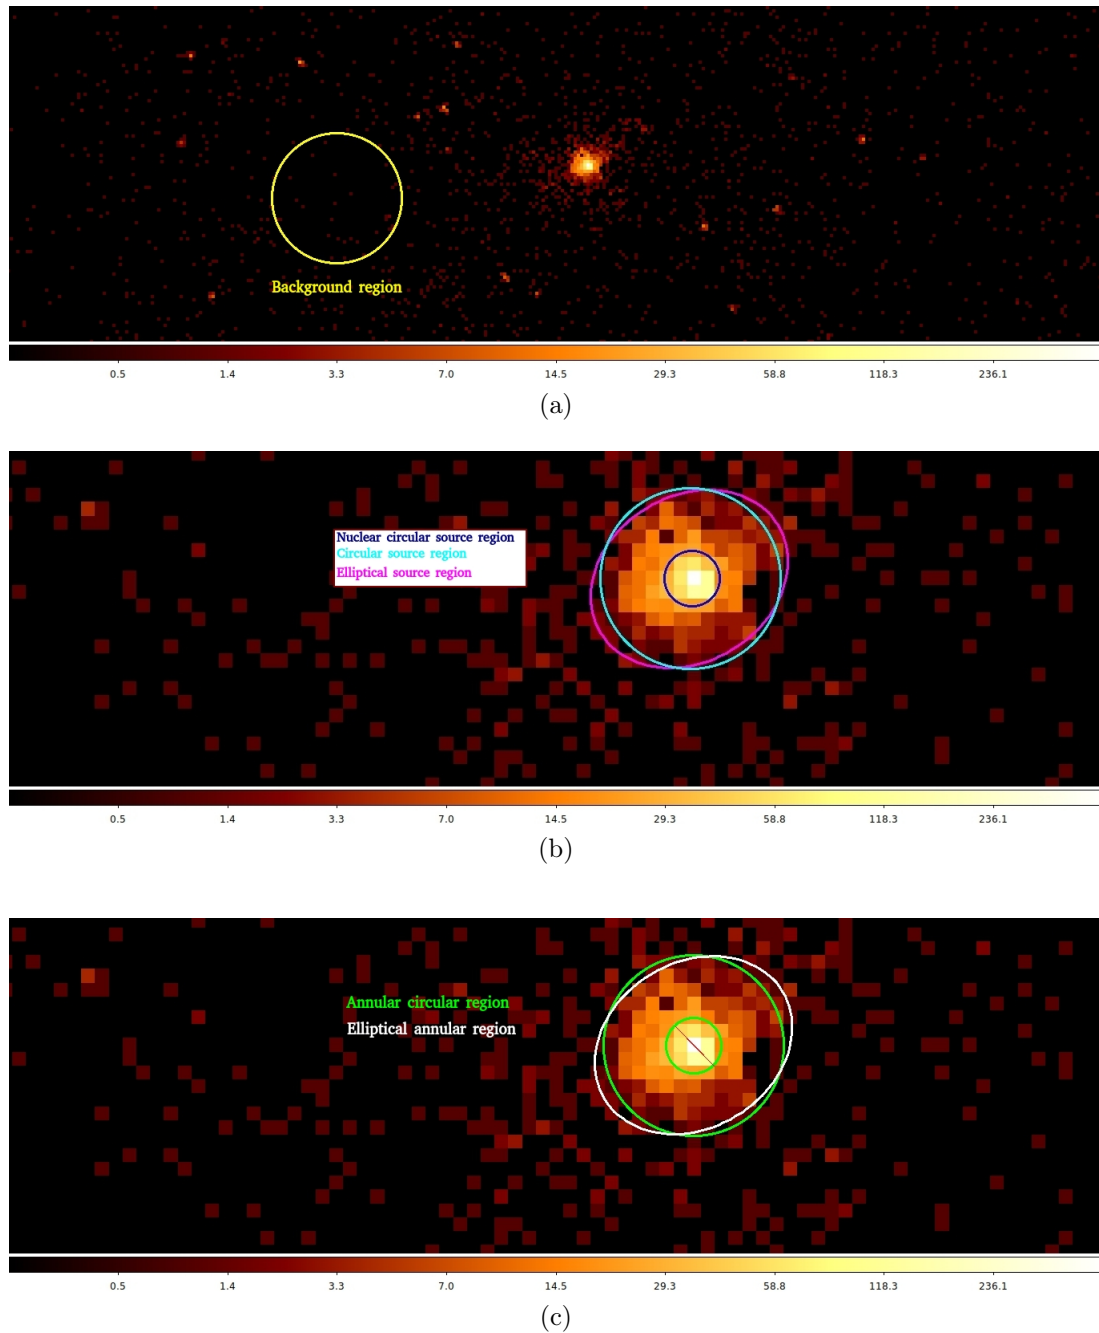 Background region
0.5 1.4 3.3 7.0 14.5 29.3 58.8 118.3 236.1
(a)
Nuclear circular source region
Circular source region
Elliptical source region
0.5 1.4 3.3 7.0 14.5 29.3 58.8 118.3 236.1
(b)
Annular circular region
Elliptical annular region
0.5 1.4 3.3 7.0 14.5 29.3 58.8 118.3 236.1
(c)